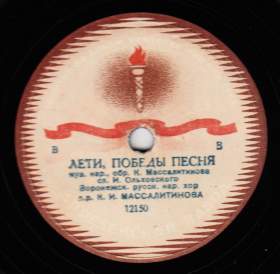 В В
ЛЕТИ, ПОБЕДЫ ПЕСНЯ
муз. нар., обр. К. Массалитинова
сл. И. Ольховского
Воронежск. русск. нар. хор
п/р. К. И. МАССАЛИТИНОВА
12150